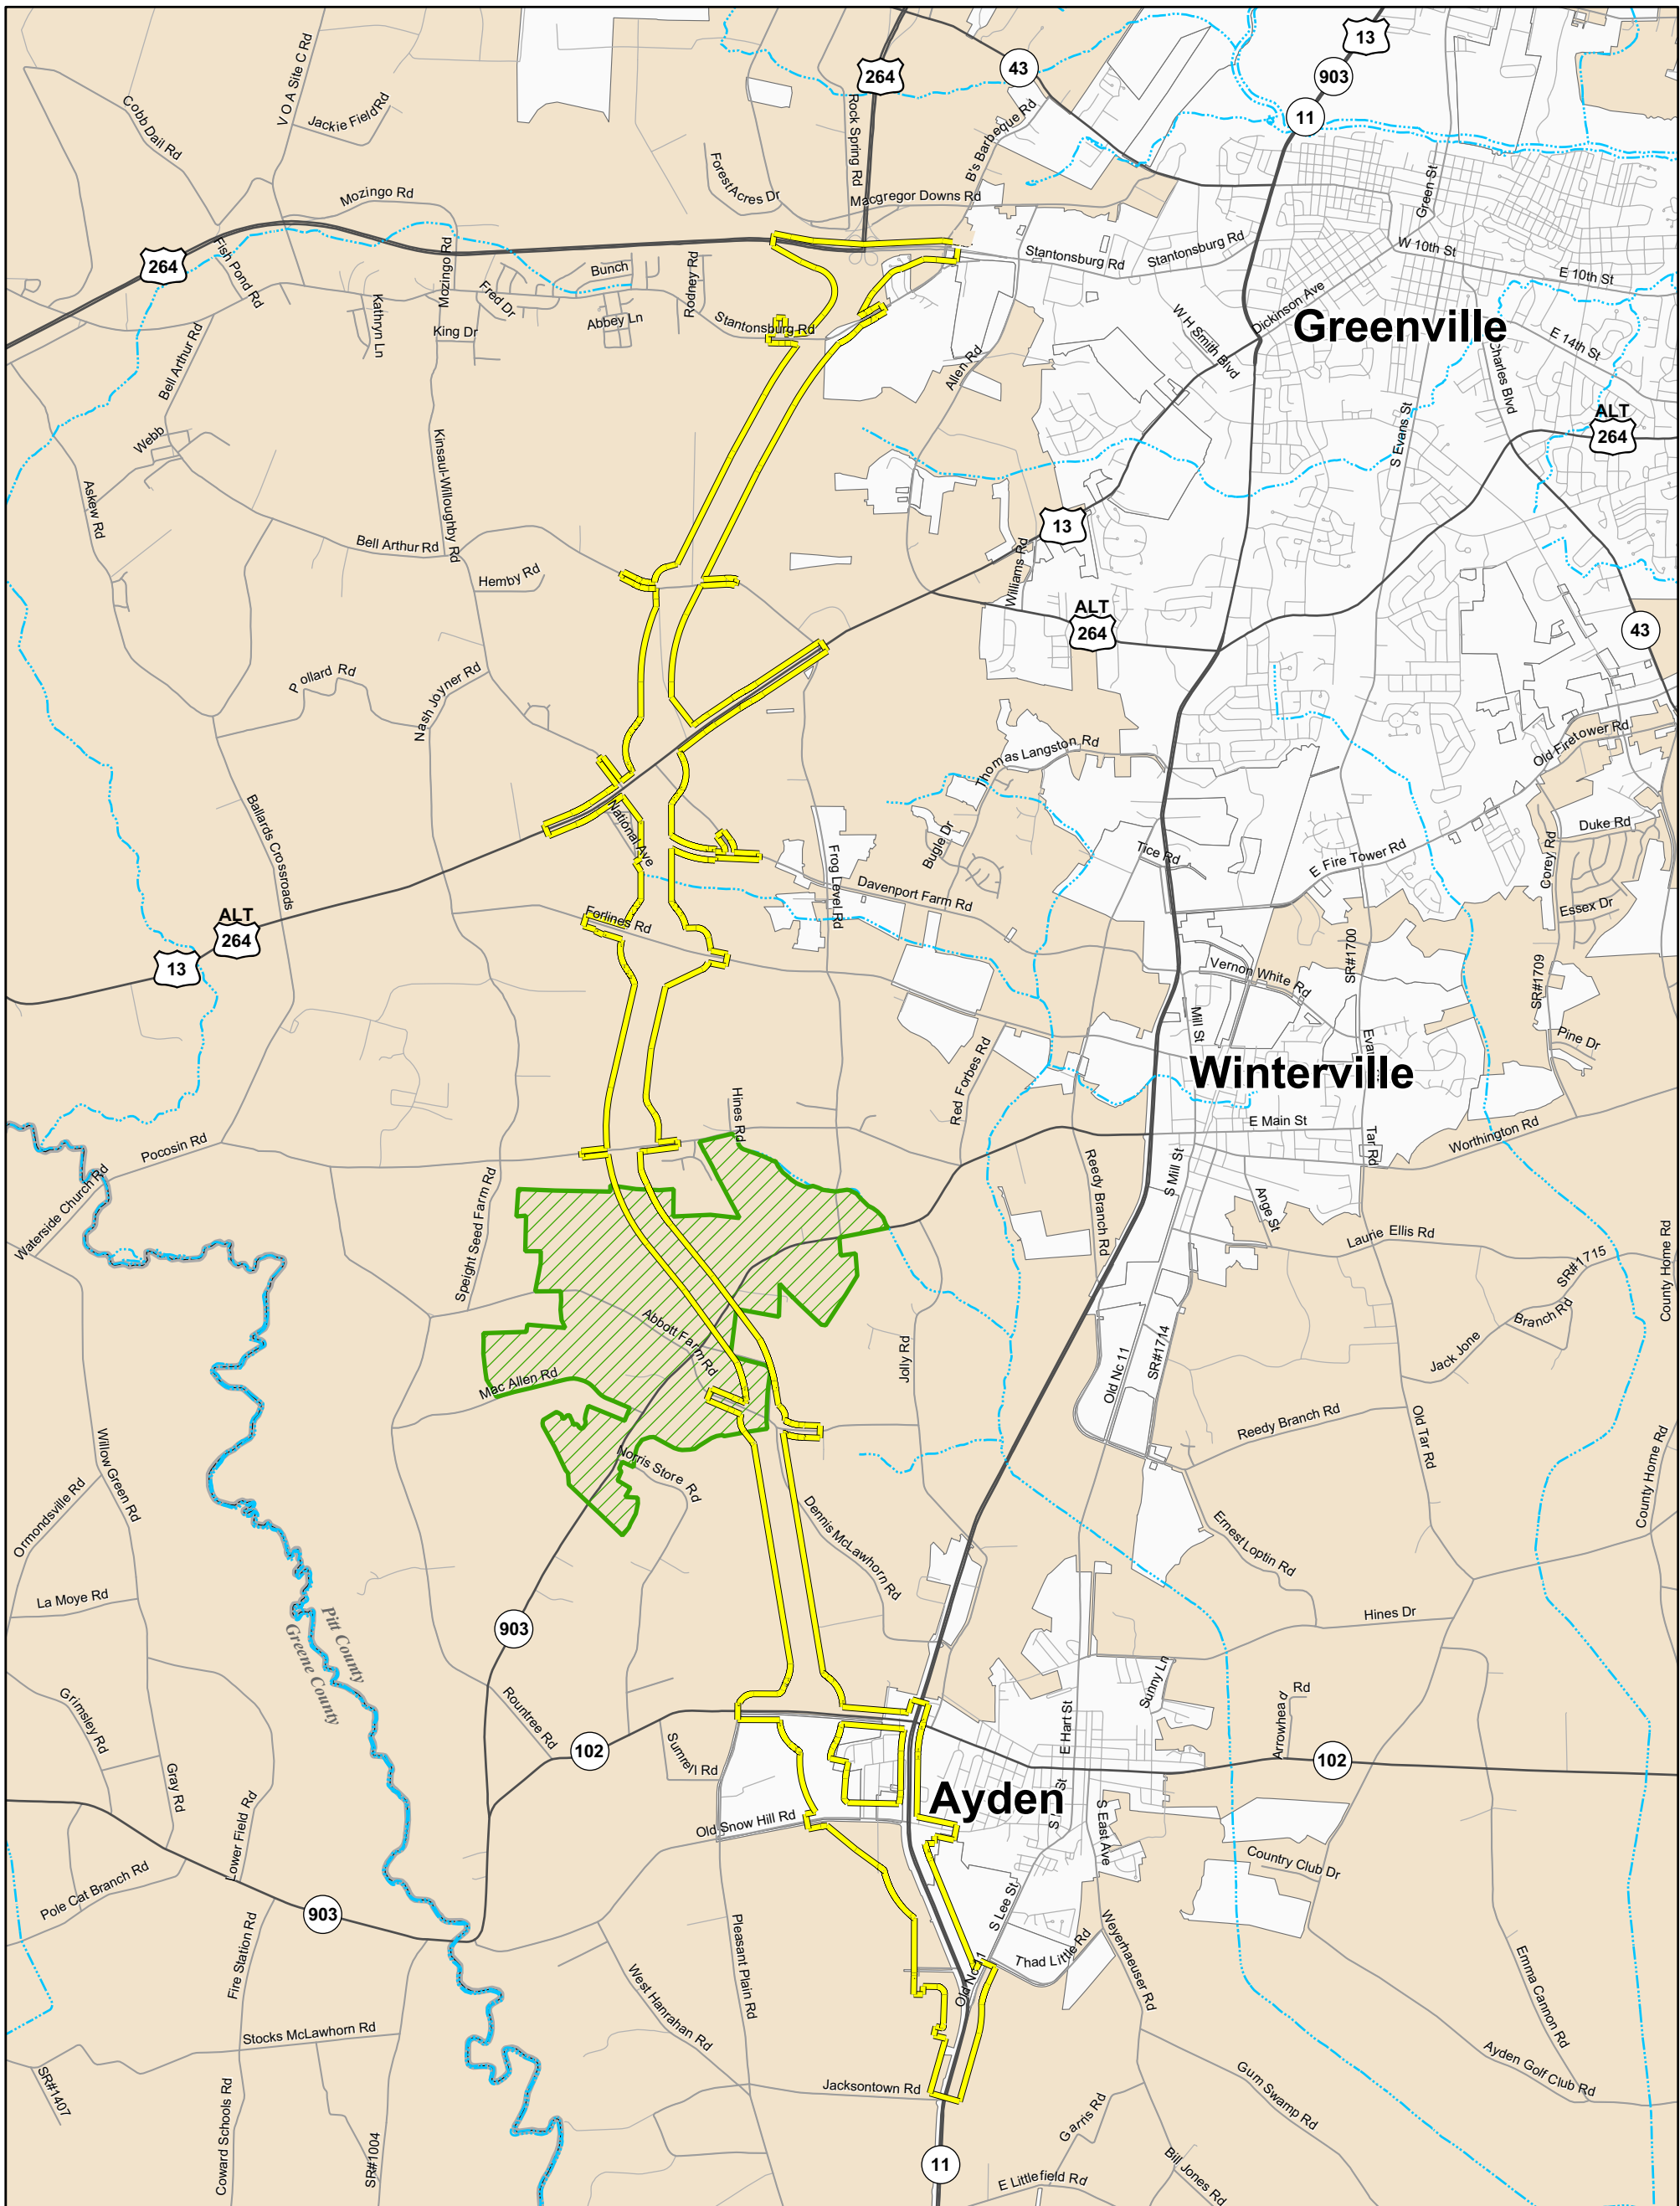 13
264
43
903
11
V O A Site C Rd
Cobb Dail Rd
Jackie Field Rd
Rock Spring Rd
B's Barbeque Rd
Forest Acres Dr
Macgregor Downs Rd
Mozingo Rd
Green St
W 10th St
E 10th St
264
Fish Pond Rd
Mozingo Rd
Bunch
Rodney Rd
Stantonsburg Rd
Stantonsburg Rd
Kathryn Ln
Fred Dr
King Dr
Abbey Ln
Stantonsburg Rd
W H Smith Blvd
Dickinson Ave
Greenville
E 14th St
Charles Blvd
Bell Arthur Rd
Allen Rd
S Evans St
ALT
264
Webb
Askew Rd
Kinsaul-Willoughby Rd
Bell Arthur Rd
Hemby Rd
13
Williams Rd
ALT
264
43
Pollard Rd
Nash Joyner Rd
Thomas Langston Rd
Old Firetower Rd
Ballards Crossroads
National Ave
Bugle Dr
Tice Rd
E Fire Tower Rd
Duke Rd
Corey Rd
Frog Level Rd
Davenport Farm Rd
Essex Dr
Forlines Rd
ALT
264
13
Vernon White Rd
SR#1700
SR#1709
Mill St
Pine Dr
Red Forbes Rd
Winterville
Hines Rd
E Main St
Worthington Rd
Tar Rd
Pocosin Rd
Waterside Church Rd
Speight Seed Farm Rd
Reedy Branch Rd
S Mill St
Ange St
Laurie Ellis Rd
SR#1715
County Home Rd
Branch Rd
Jack Jone
Abbott Farm Rd
Mac Allen Rd
Jolly Rd
Old Nc 11
SR#1714
Reedy Branch Rd
Old Tar Rd
County Home Rd
Willow Green Rd
Ormondsville Rd
Norris Store Rd
Dennis McLawhorn Rd
Ernest Loptin Rd
La Moye Rd
Pitt County
Greene County
903
Hines Dr
Grimsley Rd
Rountree Rd
Sunny Ln
Arrowhead Rd
E Hart St
102
Sumrell Rd
102
Gray Rd
Ayden
S East Ave
Old Snow Hill Rd
Lower Field Rd
Country Club Dr
Pole Cat Branch Rd
903
S Lee St
Fire Station Rd
Pleasant Plain Rd
Weyerhaeuser Rd
Thad Little Rd
Old Nc 11
Emma Cannon Rd
West Hanrahan Rd
Stocks McLawhorn Rd
Ayden Golf Club Rd
SR#1407
Jacksontown Rd
Gum Swamp Rd
Garris Rd
Coward Schools Rd
SR#1004
11
E Littlefield Rd
Bill Jones Rd